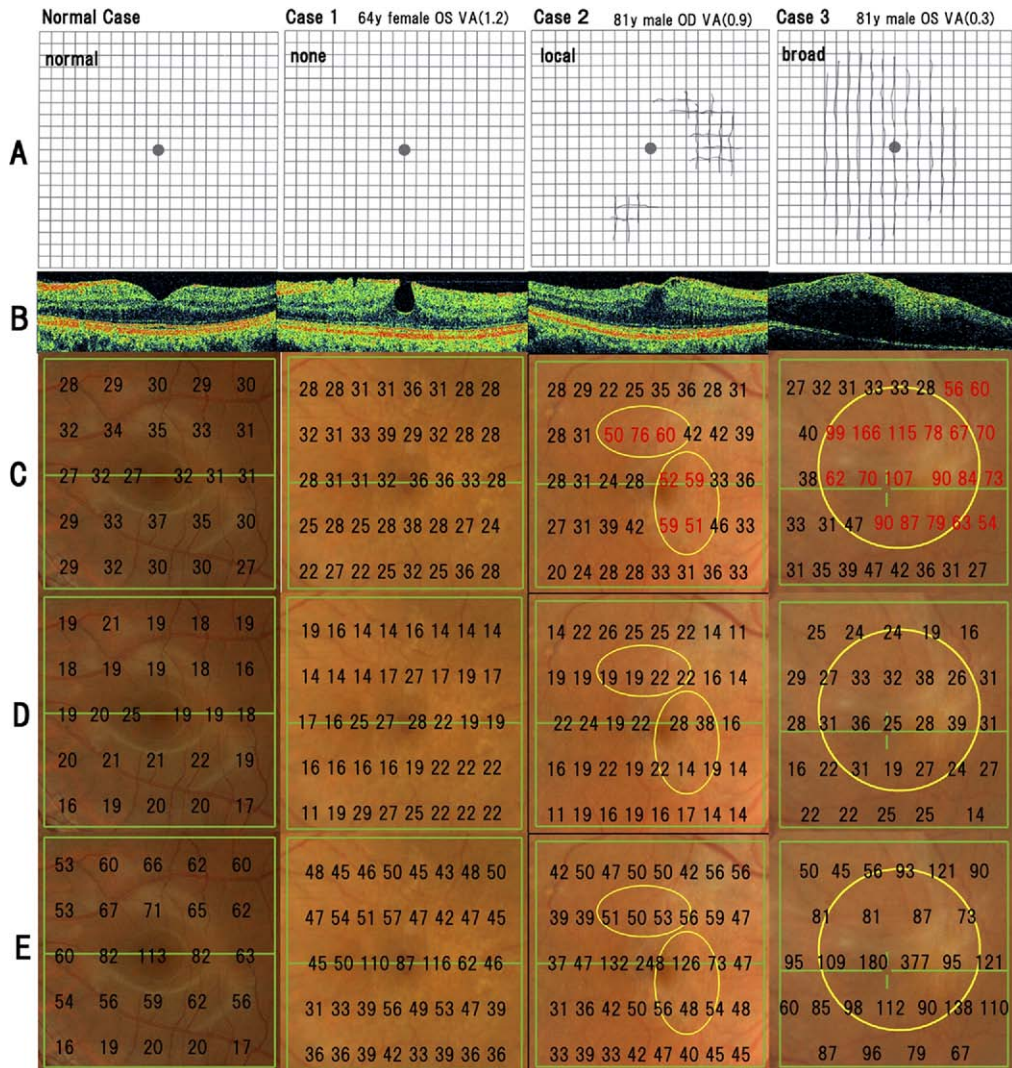 Normal Case
Case 1 64y female OS VA(1.2)
Case 2 81y male OD VA(0.9)
Case 3 81y male OS VA(0.3)
normal
none
local
broad
A
B
C
28 29 30 29 30
32 34 35 33 31
27 32 27 32 31 31
29 33 37 35 30
29 32 30 30 27
28 28 31 31 36 31 28 28
32 31 33 39 29 32 28 28
28 31 31 32 36 36 33 28
25 28 25 28 38 28 27 24
22 27 22 25 32 25 36 28
28 29 22 25 35 36 28 31
28 31 50 76 60 42 42 39
28 31 24 28 52 59 33 36
27 31 39 42 59 51 46 33
20 24 28 28 33 31 36 33
27 32 31 33 33 28 56 60
40 99 166 115 78 67 70
38 62 70 107 90 84 73
33 31 47 90 87 79 63 54
31 35 39 47 42 36 31 27
D
19 21 19 18 19
18 19 19 18 16
19 20 25 19 19 18
20 21 21 22 19
16 19 20 20 17
19 16 14 14 16 14 14 14
14 14 14 17 27 17 19 17
17 16 25 27 28 22 19 19
16 16 16 16 19 22 22 22
11 19 29 27 25 22 22 22
14 22 26 25 25 22 14 11
19 19 19 19 22 22 16 14
22 24 19 22 28 38 16
16 19 22 19 22 14 19 14
11 19 16 19 16 17 14 14
25 24 24 19 16
29 27 33 32 38 26 31
28 31 36 25 28 39 31
16 22 31 19 27 24 27
22 22 25 25 14
E
53 60 66 62 60
53 67 71 65 62
60 82 113 82 63
54 56 59 62 56
16 19 20 20 17
48 45 46 50 45 43 48 50
47 54 51 57 47 42 47 45
45 50 110 87 116 62 46
31 33 39 50 53 51 47 39
36 36 39 42 33 39 36 36
42 50 47 50 50 42 56 56
39 39 51 50 53 56 59 47
37 47 132 248 126 73 47
31 36 42 50 56 48 54 48
33 39 33 42 47 40 45 45
50 45 56 93 121 90
81 81 87 73
95 109 180 377 95 121
60 85 98 112 90 138 110
87 96 79 67